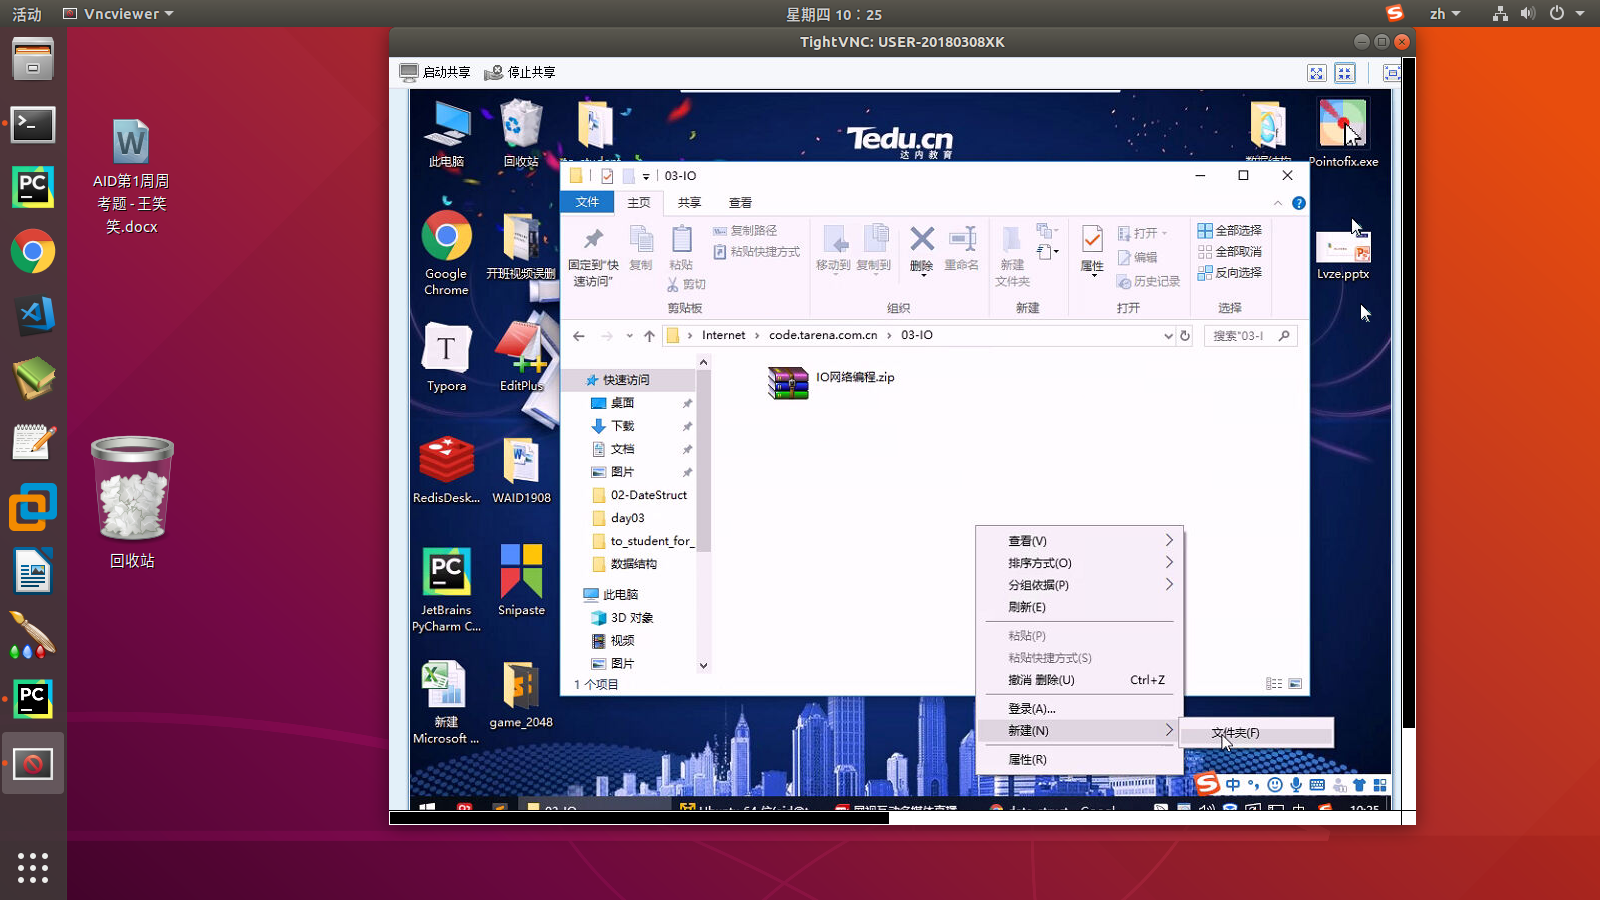 活动
Vncviewer
星期四 10：25
zh
AID第1周周
考题 - 王笑
笑.docx
回收站
TightVNC: USER-20180308XK
启动共享
停止共享
Tedu.cn
达内教育
此电脑
回收站
Pointofix.exe
Google
Chrome
开班视频误删
Lvze.pptx
Typora
EditPlus
RedisDesk...
WAID1908
JetBrains
PyCharm C...
Snipaste
新建
Microsoft ...
game_2048
03-IO
文件
主页
共享
查看
固定到"快
速访问"
复制
粘贴
复制路径
粘贴快捷方式
剪切
剪贴板
移动到
复制到
删除
重命名
组织
新建
文件夹
新建
属性
打开
编辑
历史记录
打开
全部选择
全部取消
反向选择
选择
Internet › code.tarena.com.cn › 03-IO
搜索"03-I
快速访问
桌面
下载
文档
图片
02-DateStruct
day03
to_student_for_
数据结构
此电脑
3D 对象
视频
图片
1 个项目
IO网络编程.zip
查看(V)
排序方式(O)
分组依据(P)
刷新(E)
粘贴(P)
粘贴快捷方式(S)
撤消 删除(U) Ctrl+Z
登录(A)...
新建(N)
属性(R)
文件夹(F)
中